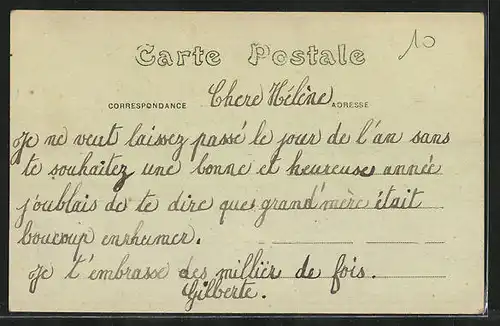 Carte Postale
10
CORRESPONDANCE
Chere Hélène
ADRESSE
Je ne veut laissez passé le jour de l'an sans
te souhaitez une bonne et heureuse année
j'oublais de te dire que grand'mère était
boucoup enrhumer.
Je t'embrasse des millier de fois.
Gilberte.